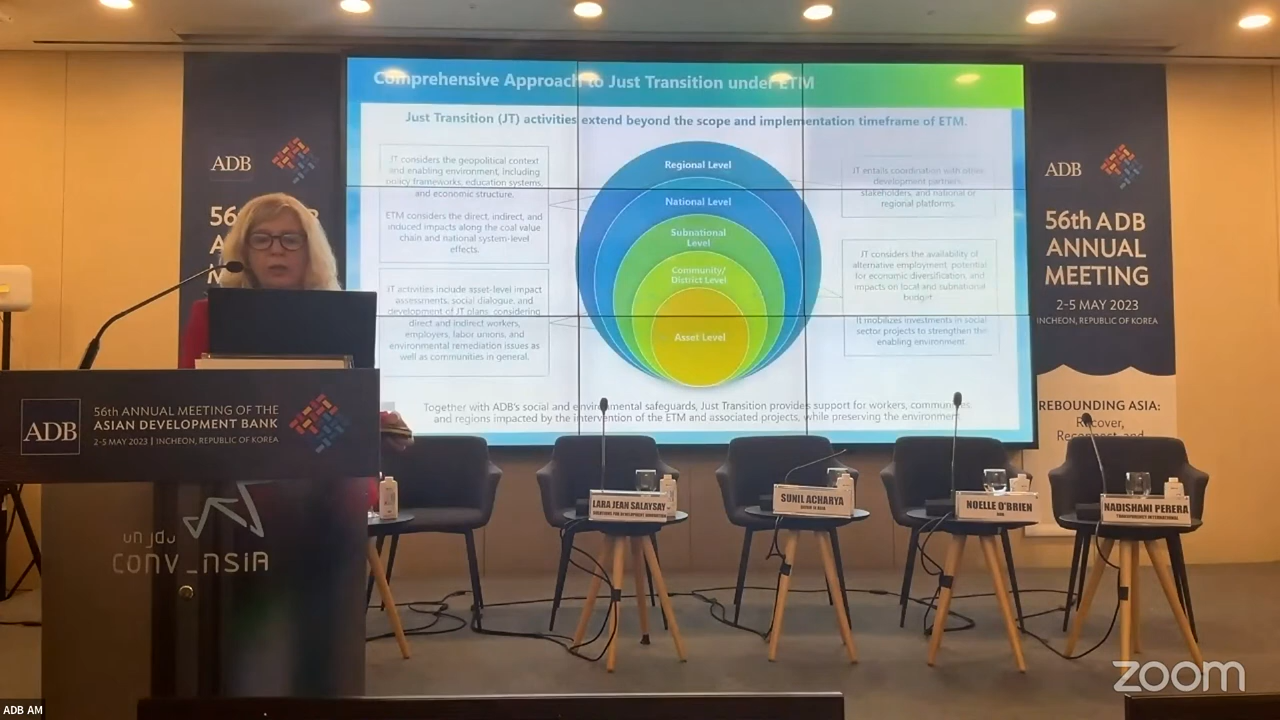 Comprehensive Approach to Just Transition under ETM
Just Transition (JT) activities extend beyond the scope and implementation timeframe of ETM.
JT considers the geopolitical context
and enabling environment, including
policy frameworks, education systems,
and economic structure.
ETM considers the direct, indirect, and
induced impacts along the coal value
chain and national system-level
effects.
JT activities include asset-level impact
assessments, social dialogue, and
development of JT plans, considering
direct and indirect workers,
employers, labor unions, and
environmental remediation issues as
well as communities in general.
Regional Level
National Level
Subnational
Level
Community/
District Level
Asset Level
JT entails coordination with other
development partners,
stakeholders, and national or
regional platforms.
JT considers the availability of
alternative employment, potential
for economic diversification, and
impacts on local and subnational
budget.
It mobilizes investments in social
sector projects to strengthen the
enabling environment.
Together with ADB's social and environmental safeguards, Just Transition provides support for workers, communities
and regions impacted by the intervention of the ETM and associated projects, while preserving the environment.
ADB
56
ADB
56th ADB
ANNUAL
MEETING
2-5 MAY 2023
INCHEON, REPUBLIC OF KOREA
REBOUNDING ASIA:
Recover,
Reconnect, and
ADB
56th ANNUAL MEETING OF THE
ASIAN DEVELOPMENT BANK
2-5 MAY 2023 | INCHEON, REPUBLIC OF KOREA
conv_nsia
LARA JEAN SALAYSAY
SUNIL ACHARYA
NOELLE O'BRIEN
ADB
NADISHANI PERERA
TRANSPARENCY INTERNATIONAL
zoom
ADB AM